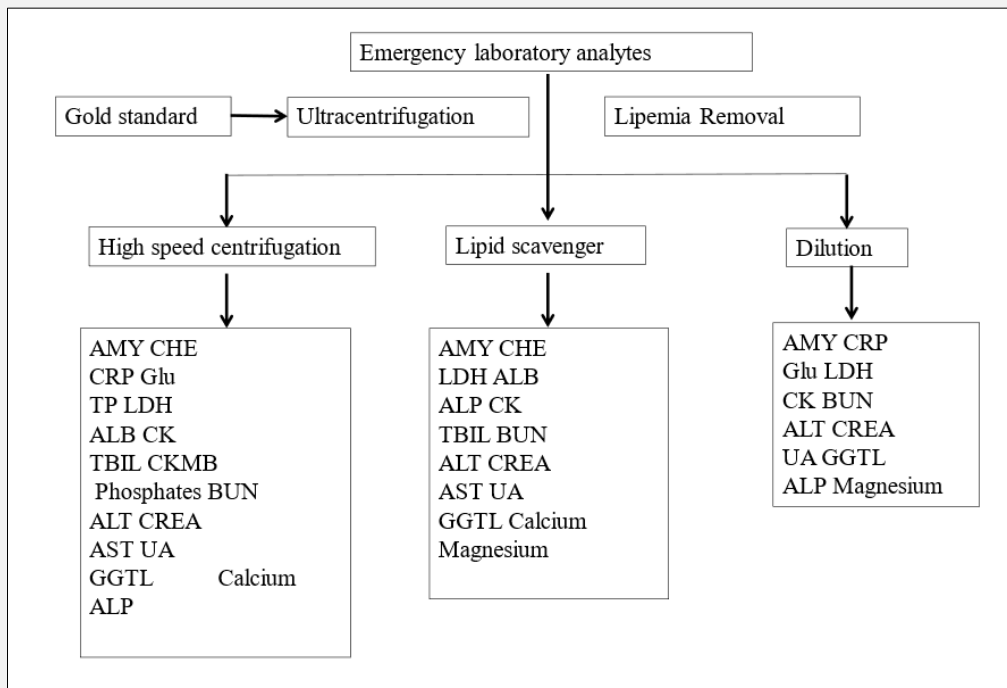 Emergency laboratory analytes
Gold standard
Ultracentrifugation
Lipemia Removal
High speed centrifugation
Lipid scavenger
Dilution
AMY CHE
CRP Glu
TP LDH
ALB CK
TBIL CKMB
Phosphates BUN
ALT CREA
AST UA
GGTL Calcium
ALP
AMY CHE
LDH ALB
ALP CK
TBIL BUN
ALT CREA
AST UA
GGTL Calcium
Magnesium
AMY CRP
Glu LDH
CK BUN
ALT CREA
UA GGTL
ALP Magnesium